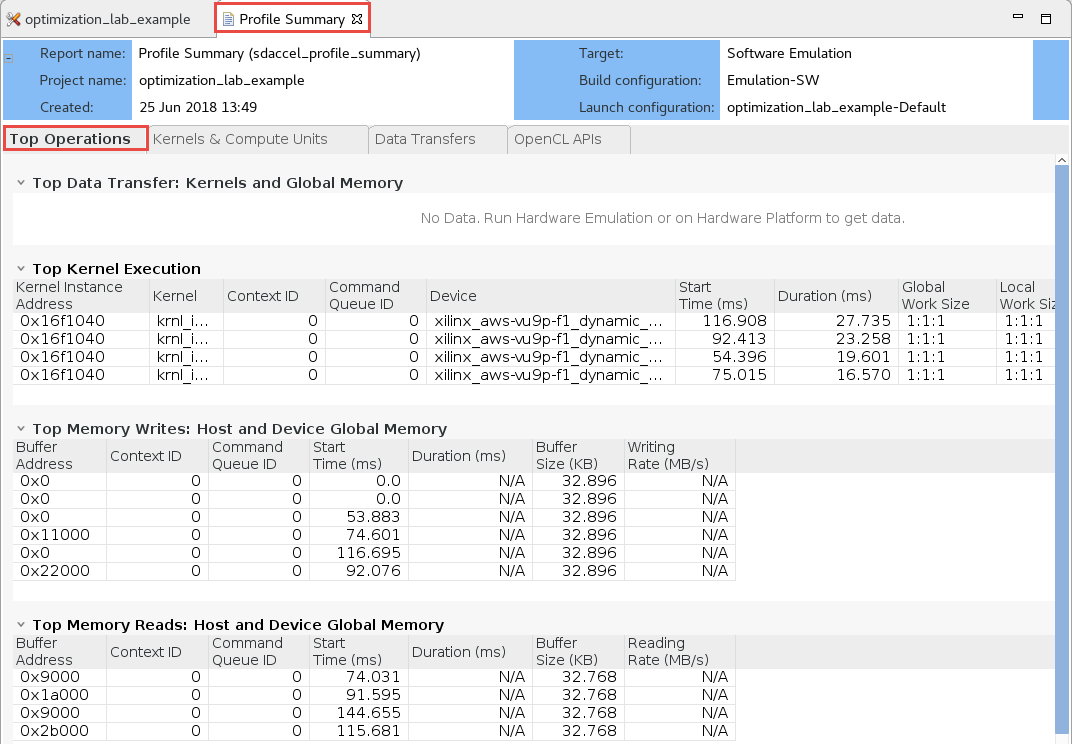 optimization_lab_example Profile Summary
Report name: Profile Summary (sdaccel_profile_summary) Target: Software Emulation
Project name: optimization_lab_example Build configuration: Emulation-SW
Created: 25 Jun 2018 13:49 Launch configuration: optimization_lab_example-Default
Top Operations Kernels & Compute Units Data Transfers OpenCL APIs
Top Data Transfer: Kernels and Global Memory
No Data. Run Hardware Emulation or on Hardware Platform to get data.
Top Kernel Execution
Kernel Instance Address Kernel Context ID Command Queue ID Device Start Time (ms) Duration (ms) Global Work Size Local Work Siz
0x16f1040 krnl_i... 0 0 xilinx_aws-vu9p-f1_dynamic_... 116.908 27.735 1:1:1 1:1:1
0x16f1040 krnl_i... 0 0 xilinx_aws-vu9p-f1_dynamic_... 92.413 23.258 1:1:1 1:1:1
0x16f1040 krnl_i... 0 0 xilinx_aws-vu9p-f1_dynamic_... 54.396 19.601 1:1:1 1:1:1
0x16f1040 krnl_i... 0 0 xilinx_aws-vu9p-f1_dynamic_... 75.015 16.570 1:1:1 1:1:1
Top Memory Writes: Host and Device Global Memory
Buffer Address Context ID Command Queue ID Start Time (ms) Duration (ms) Buffer Size (KB) Writing Rate (MB/s)
0x0 0 0 0.0 N/A 32.896 N/A
0x0 0 0 0.0 N/A 32.896 N/A
0x0 0 0 53.883 N/A 32.896 N/A
0x11000 0 0 74.601 N/A 32.896 N/A
0x0 0 0 116.695 N/A 32.896 N/A
0x22000 0 0 92.076 N/A 32.896 N/A
Top Memory Reads: Host and Device Global Memory
Buffer Address Context ID Command Queue ID Start Time (ms) Duration (ms) Buffer Size (KB) Reading Rate (MB/s)
0x9000 0 0 74.031 N/A 32.768 N/A
0x1a000 0 0 91.595 N/A 32.768 N/A
0x9000 0 0 144.655 N/A 32.768 N/A
0x2b000 0 0 115.681 N/A 32.768 N/A